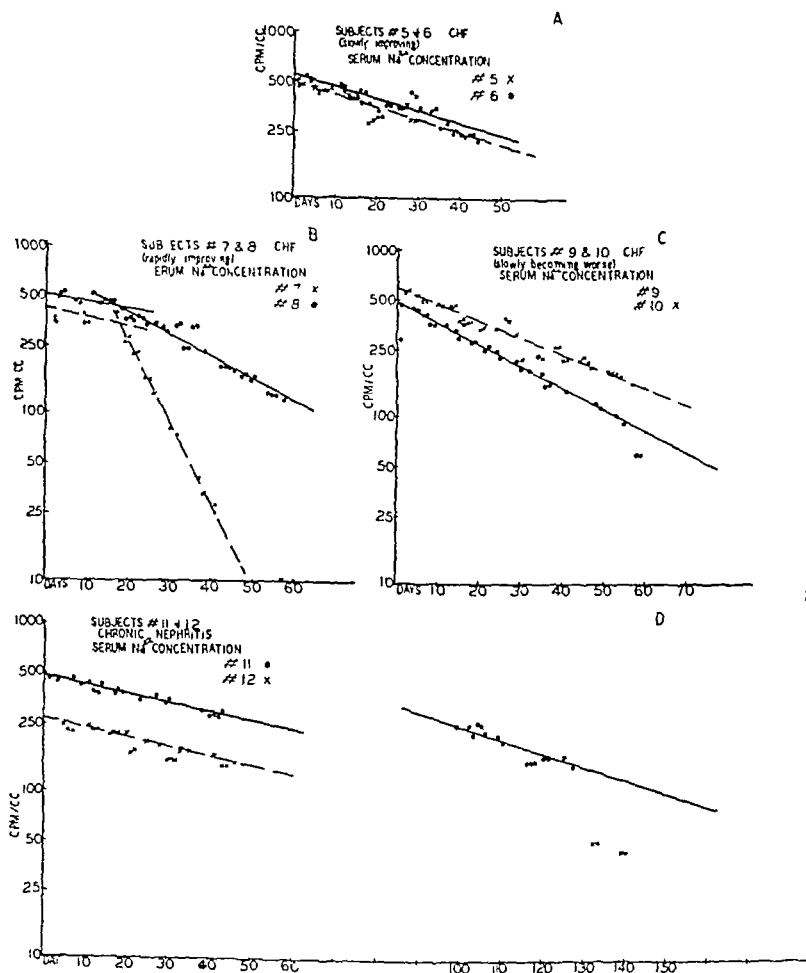 A
SUBJECTS # 5 & 6 CHF
(slowly improving)
SERUM Na CONCENTRATION
# 5 x
# 6 •
CPM/CC
1000
500
250
100
DAYS 10 20 30 40 50
B
SUBJECTS # 7 & 8 CHF
(rapidly improving)
ERUM Na CONCENTRATION
# 7 x
# 8 •
CPM/CC
1000
500
250
100
50
25
10
DAYS 10 20 30 40 50 60
C
SUBJECTS # 9 & 10 CHF
(slowly becoming worse)
SERUM Na CONCENTRATION
# 9
# 10 x
CPM/CC
1000
500
250
100
50
25
10
DAYS 10 20 30 40 50 60 70
D
SUBJECTS # 11 & 12
CHRONIC NEPHRITIS
SERUM Na CONCENTRATION
# 11 •
# 12 x
CPM/CC
1000
500
250
100
50
25
10
DAY 10 20 30 40 50 60 100 110 120 130 140 150